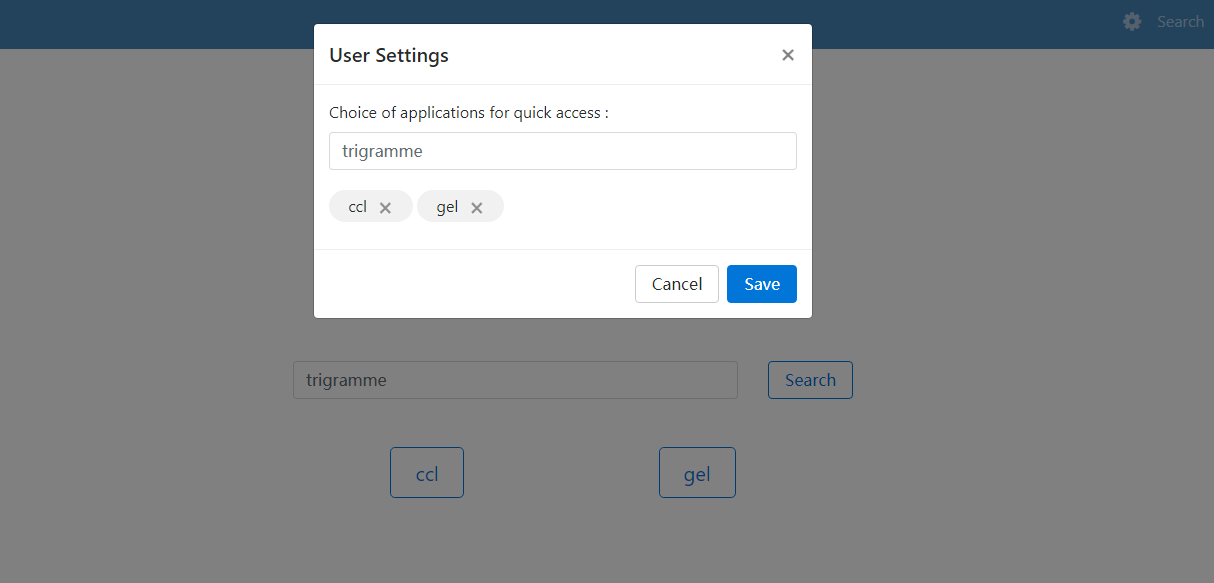 Search
User Settings
Choice of applications for quick access :
trigramme
ccl gel
Cancel Save
trigramme Search
ccl gel